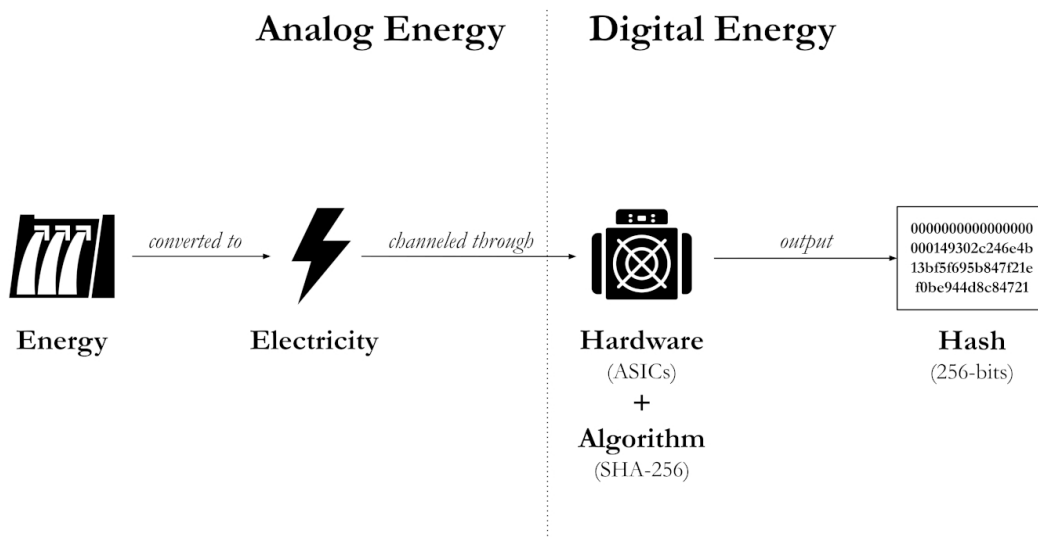 Analog Energy
Digital Energy
converted to
channeled through
output
0000000000000000
000149302c246e4b
13bf5f695b847f21e
f0be944d8c84721
Energy
Electricity
Hardware
(ASICs)
+
Algorithm
(SHA-256)
Hash
(256-bits)